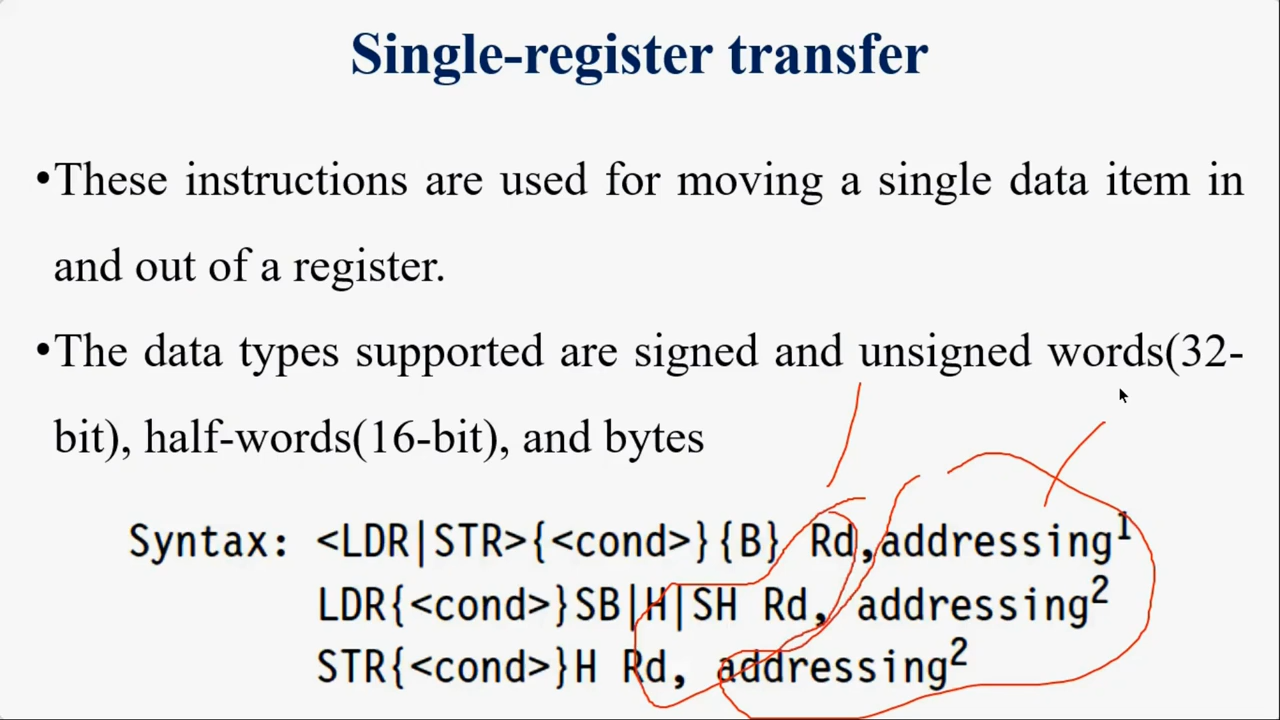 Single-register transfer
•These instructions are used for moving a single data item in
and out of a register.
•The data types supported are signed and unsigned words(32-
bit), half-words(16-bit), and bytes
Syntax: <LDR|STR>{<cond>}{B} Rd,addressing¹
LDR{<cond>}SB|H|SH Rd, addressing²
STR{<cond>}H Rd, addressing²